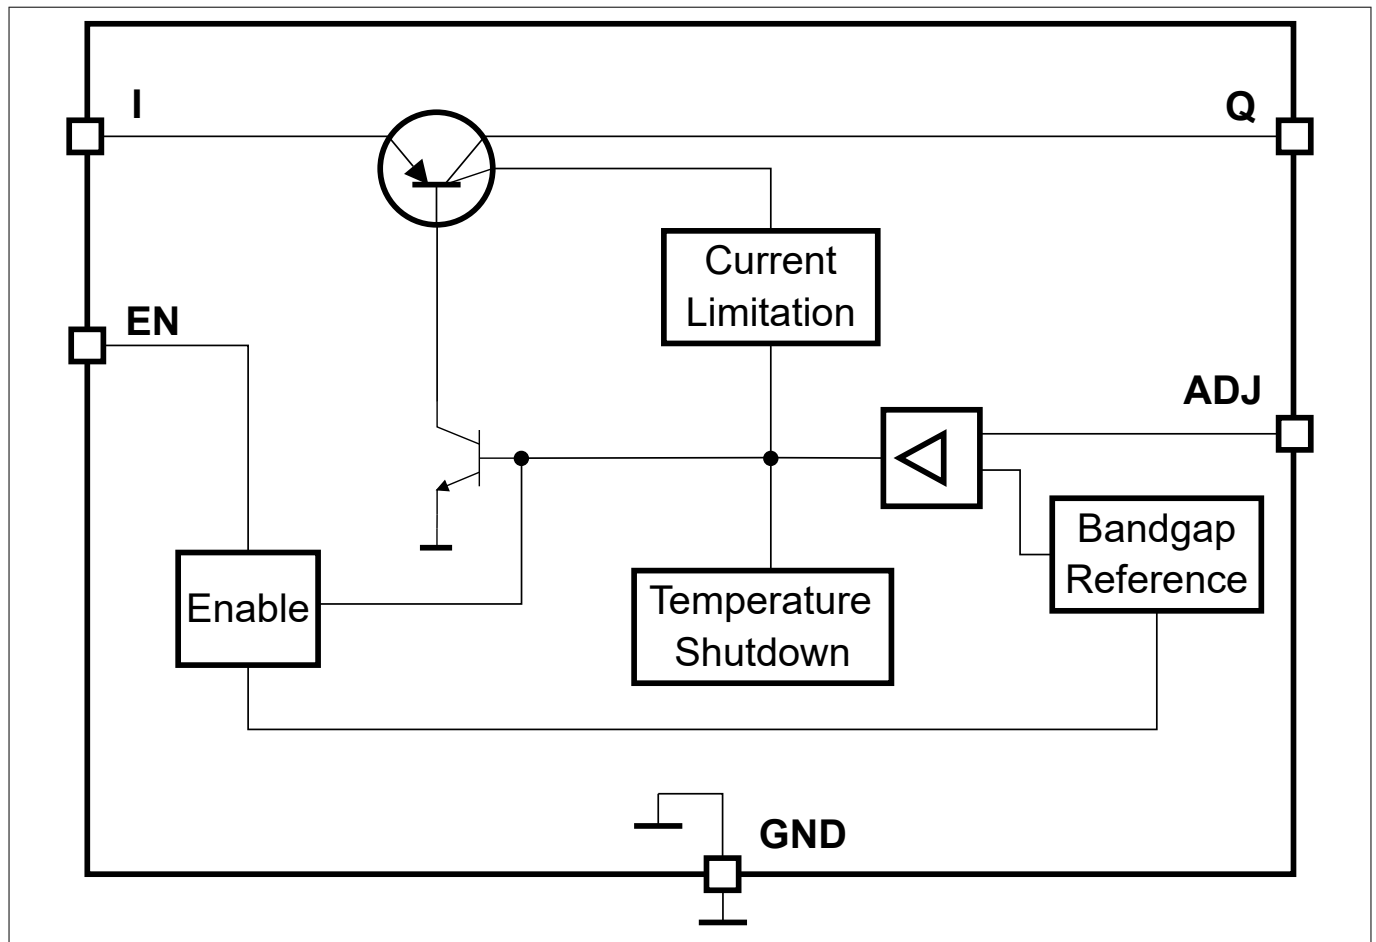 I
Q
Current
Limitation
EN
ADJ
Bandgap
Reference
Enable
Temperature
Shutdown
GND